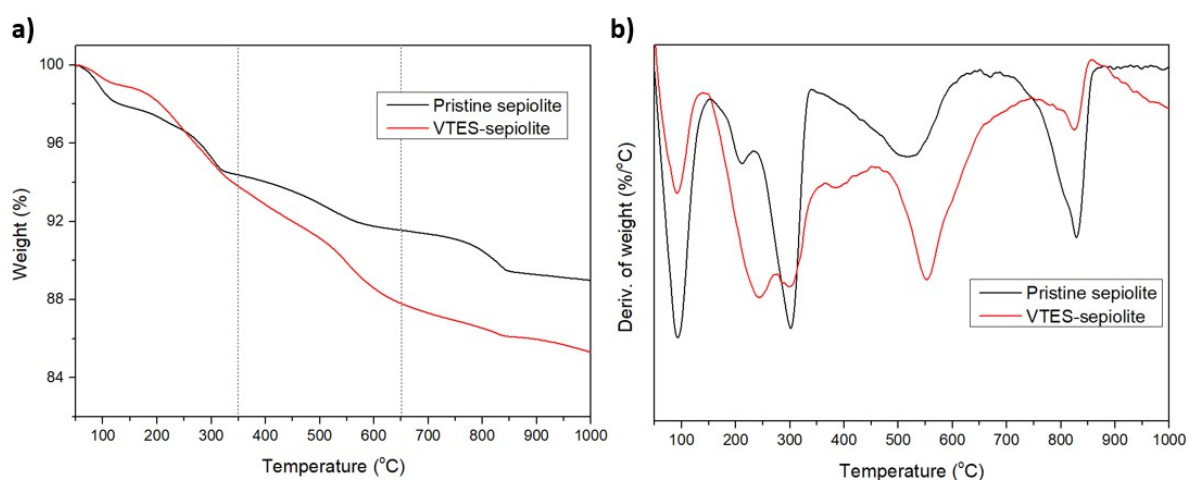 a)
100
96
92
88
84
Weight (%)
Pristine sepiolite
VTES-sepiolite
100 200 300 400 500 600 700 800 900 1000
Temperature (°C)
b)
Deriv. of weight (%/°C)
Pristine sepiolite
VTES-sepiolite
100 200 300 400 500 600 700 800 900 1000
Temperature (°C)